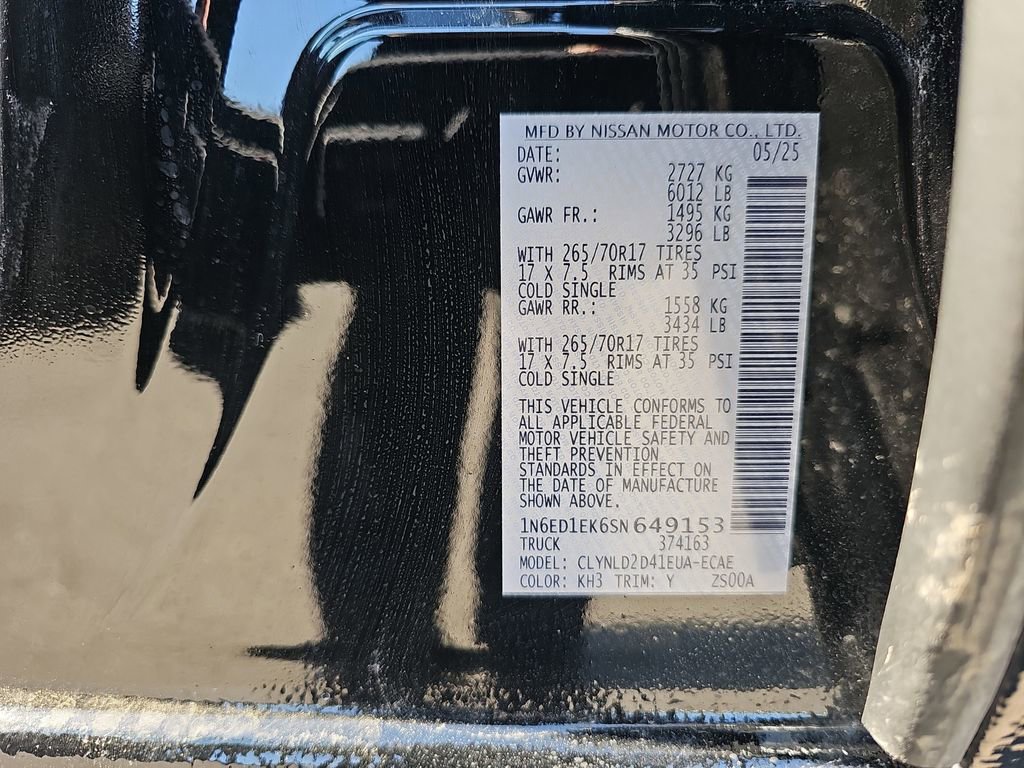 MFD BY NISSAN MOTOR CO., LTD.
DATE: 05/25
GVWR: 2727 KG
6012 LB
GAWR FR.: 1495 KG
3296 LB
WITH 265/70R17 TIRES
17 X 7.5 RIMS AT 35 PSI
COLD SINGLE
GAWR RR.: 1558 KG
3434 LB
WITH 265/70R17 TIRES
17 X 7.5 RIMS AT 35 PSI
COLD SINGLE
THIS VEHICLE CONFORMS TO
ALL APPLICABLE FEDERAL
MOTOR VEHICLE SAFETY AND
THEFT PREVENTION
STANDARDS IN EFFECT ON
THE DATE OF MANUFACTURE
SHOWN ABOVE.
1N6ED1EK6SN649153
TRUCK 374163
MODEL: CLYNLD2D41EUA-ECAE
COLOR: KH3 TRIM: Y ZS00A